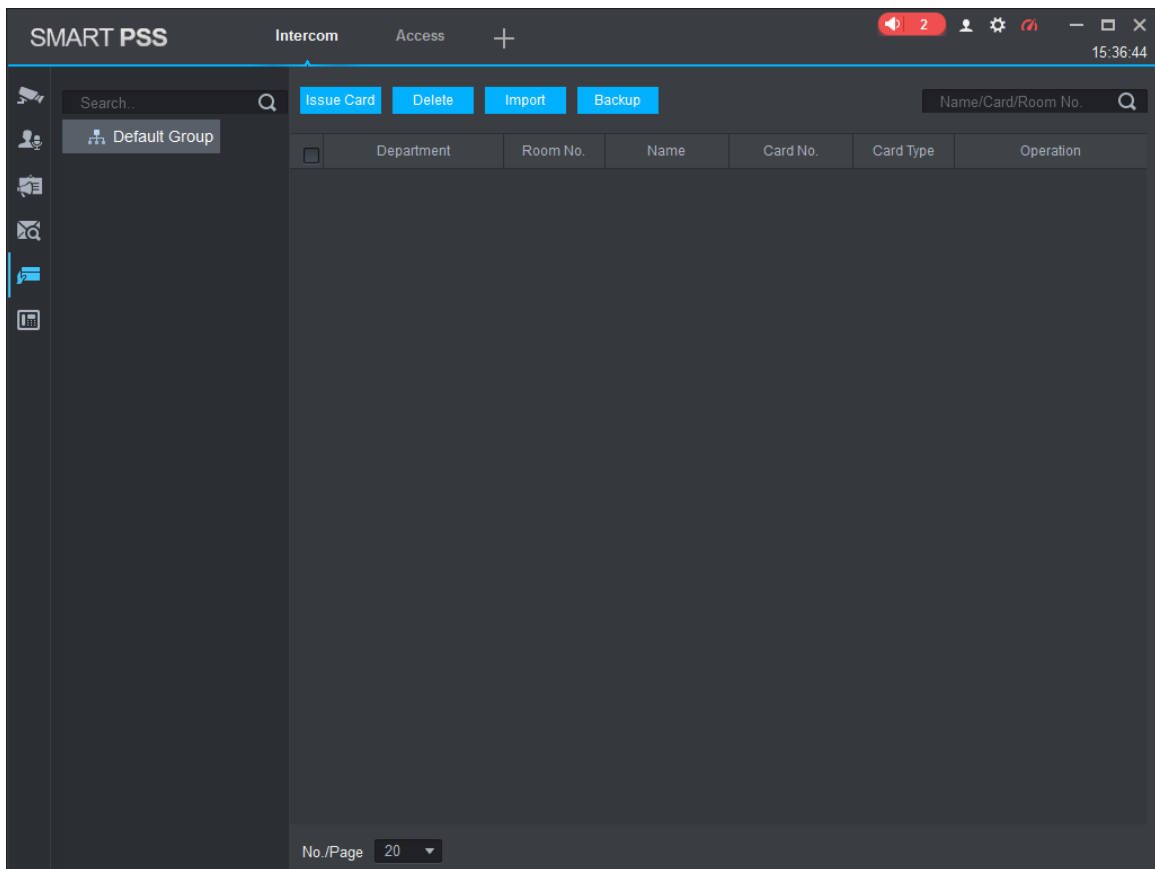 SMART PSS Intercom Access 2
15:36:44
Search..
Default Group
Issue Card Delete Import Backup Name/Card/Room No.
Department Room No. Name Card No. Card Type Operation
No./Page 20